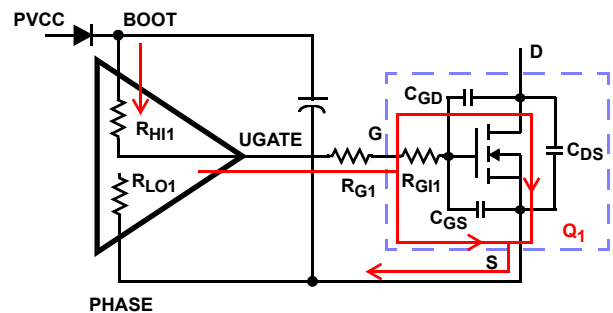 PVCC
BOOT
D
CGD
RHI1
UGATE
G
CDS
RLO1
RG1
RGI1
CGS
Q1
S
PHASE